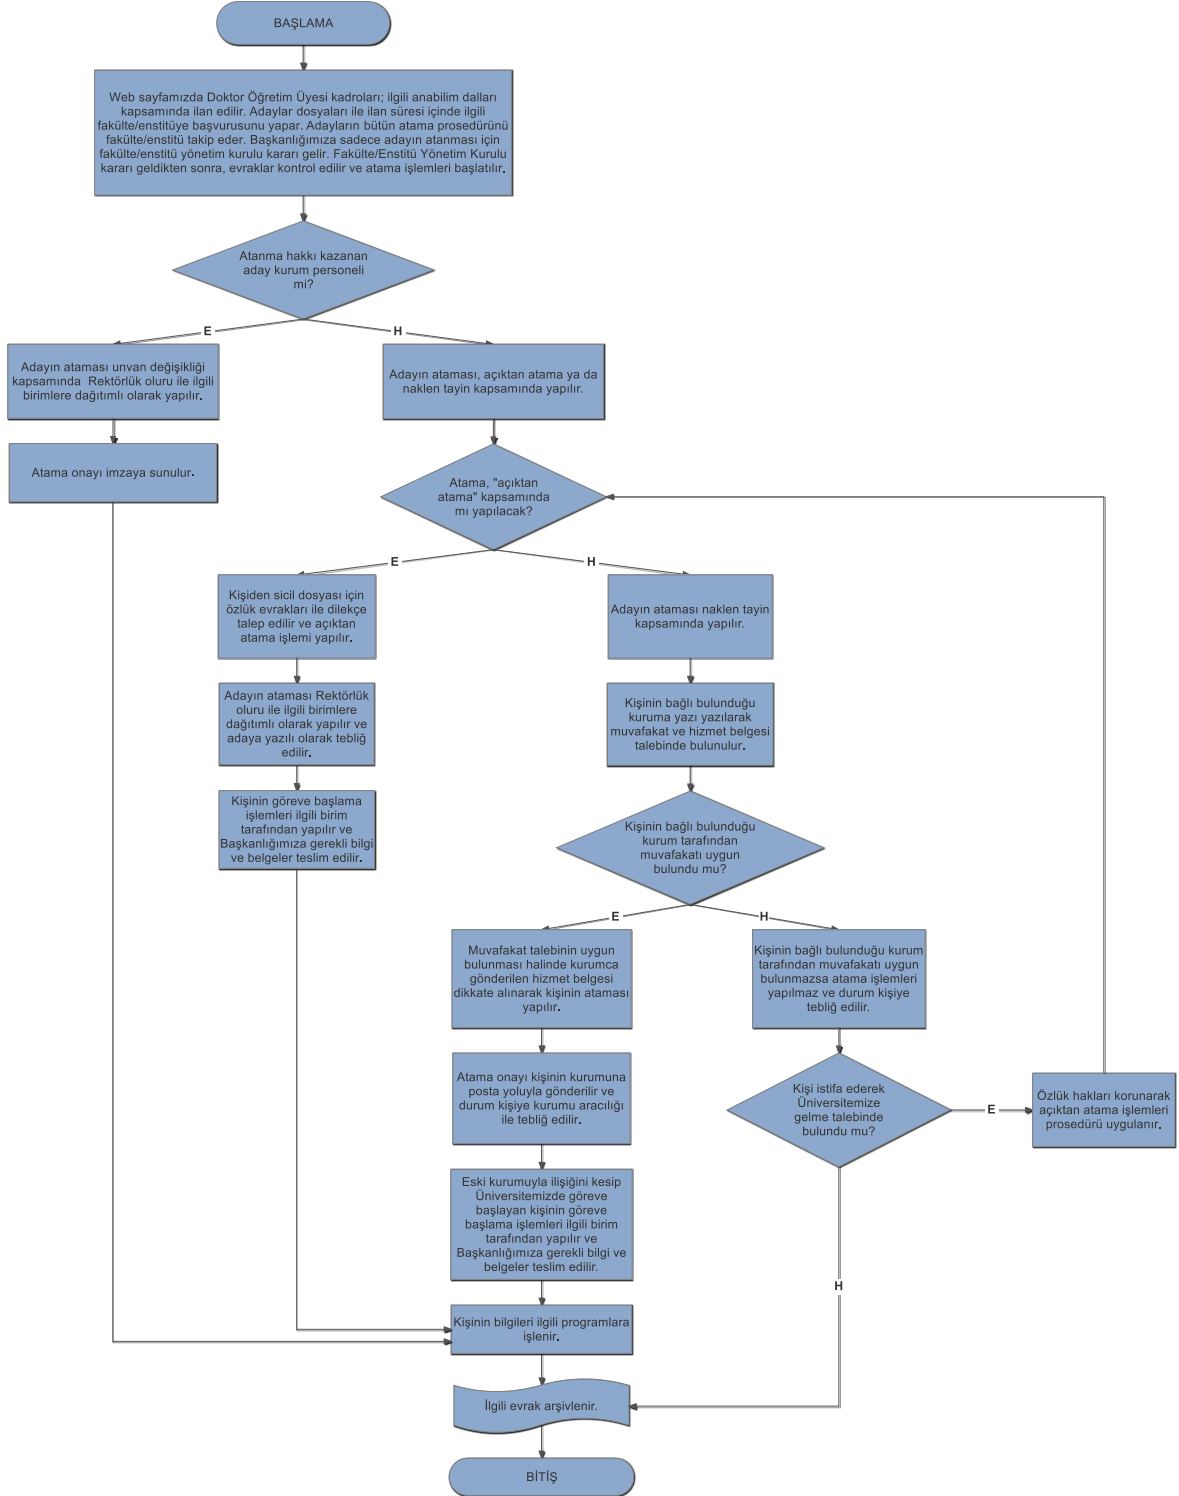 BAŞLAMA
Web sayfamızda Doktor Öğretim Üyesi kadroları; ilgili anabilim dalları
kapsamında ilan edilir. Adaylar dosyaları ile ilan süresi içinde ilgili
fakülte/enstitüye başvurusunu yapar. Adayların bütün atama prosedürünü
fakülte/enstitü takip eder. Başkanlığımıza sadece adayın atanması için
fakülte/enstitü yönetim kurulu kararı gelir. Fakülte/Enstitü Yönetim Kurulu
kararı geldikten sonra, evraklar kontrol edilir ve atama işlemleri başlatılır.
Atanma hakkı kazanan
aday kurum personeli
mi?
E
H
Adayın ataması unvan değişikliği
kapsamında Rektörlük oluru ile ilgili
birimlere dağıtımlı olarak yapılır.
Adayın ataması, açıktan atama ya da
naklen tayin kapsamında yapılır.
Atama onayı imzaya sunulur.
Atama, "açıktan
atama" kapsamında
mı yapılacak?
E
H
Kişiden sicil dosyası için
özlük evrakları ile dilekçe
talep edilir ve açıktan
atama işlemi yapılır.
Adayın ataması naklen tayin
kapsamında yapılır.
Adayın ataması Rektörlük
oluru ile ilgili birimlere
dağıtımlı olarak yapılır ve
adaya yazılı olarak tebliğ
edilir.
Kişinin bağlı bulunduğu
kuruma yazı yazılarak
muvafakat ve hizmet belgesi
talebinde bulunulur.
Kişinin göreve başlama
işlemleri ilgili birim
tarafından yapılır ve
Başkanlığımıza gerekli bilgi
ve belgeler teslim edilir.
Kişinin bağlı bulunduğu
kurum tarafından
muvafakatı uygun
bulundu mu?
E
H
Muvafakat talebinin uygun
bulunması halinde kurumca
gönderilen hizmet belgesi
dikkate alınarak kişinin ataması
yapılır.
Kişinin bağlı bulunduğu kurum
tarafından muvafakatı uygun
bulunmazsa atama işlemleri
yapılmaz ve durum kişiye
tebliğ edilir.
Atama onayı kişinin kurumuna
posta yoluyla gönderilir ve
durum kişiye kurumu aracılığı
ile tebliğ edilir.
Kişi istifa ederek
Üniversitemize
gelme talebinde
bulundu mu?
E
Özlük hakları korunarak
açıktan atama işlemleri
prosedürü uygulanır.
Eski kurumuyla ilişiğini kesip
Üniversitemizde göreve
başlayan kişinin göreve
başlama işlemleri ilgili birim
tarafından yapılır ve
Başkanlığımıza gerekli bilgi ve
belgeler teslim edilir.
H
Kişinin bilgileri ilgili programlara
işlenir.
İlgili evrak arşivlenir.
BİTİŞ